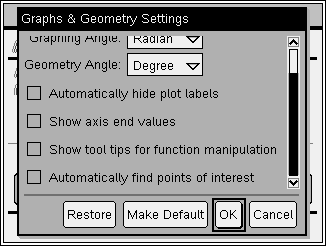 Graphs & Geometry Settings
Graphing Angle: Radian
Geometry Angle: Degree
Automatically hide plot labels
Show axis end values
Show tool tips for function manipulation
Automatically find points of interest
Restore Make Default OK Cancel